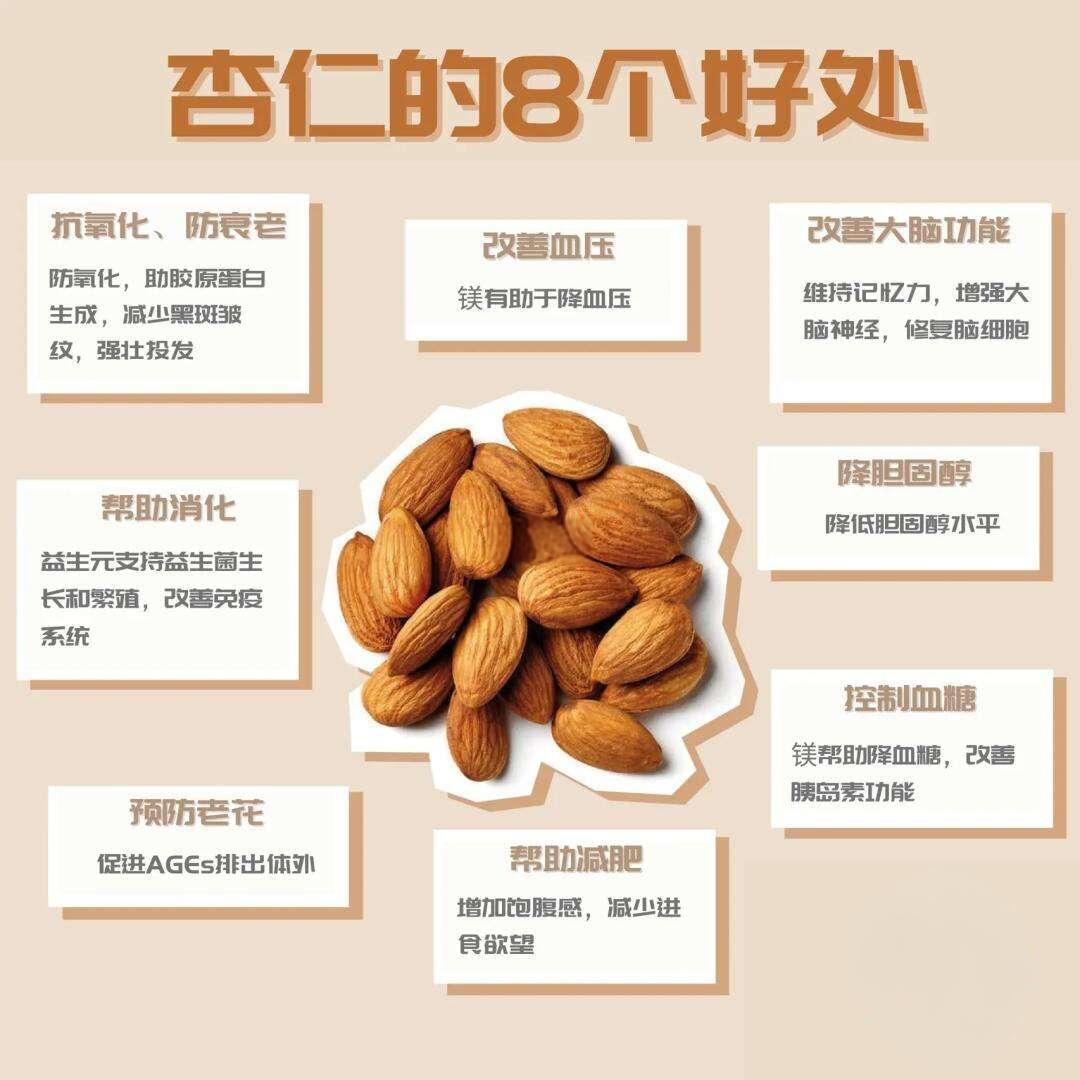 杏仁的8个好处
抗氧化、防衰老
防氧化，助胶原蛋白
生成，减少黑斑皱
纹，强壮投发
改善血压
镁有助于降血压
改善大脑功能
维持记忆力，增强大
脑神经，修复脑细胞
帮助消化
益生元支持益生菌生
长和繁殖，改善免疫
系统
降胆固醇
降低胆固醇水平
控制血糖
镁帮助降血糖，改善
胰岛素功能
预防老花
促进AGEs排出体外
帮助减肥
增加饱腹感，减少进
食欲望